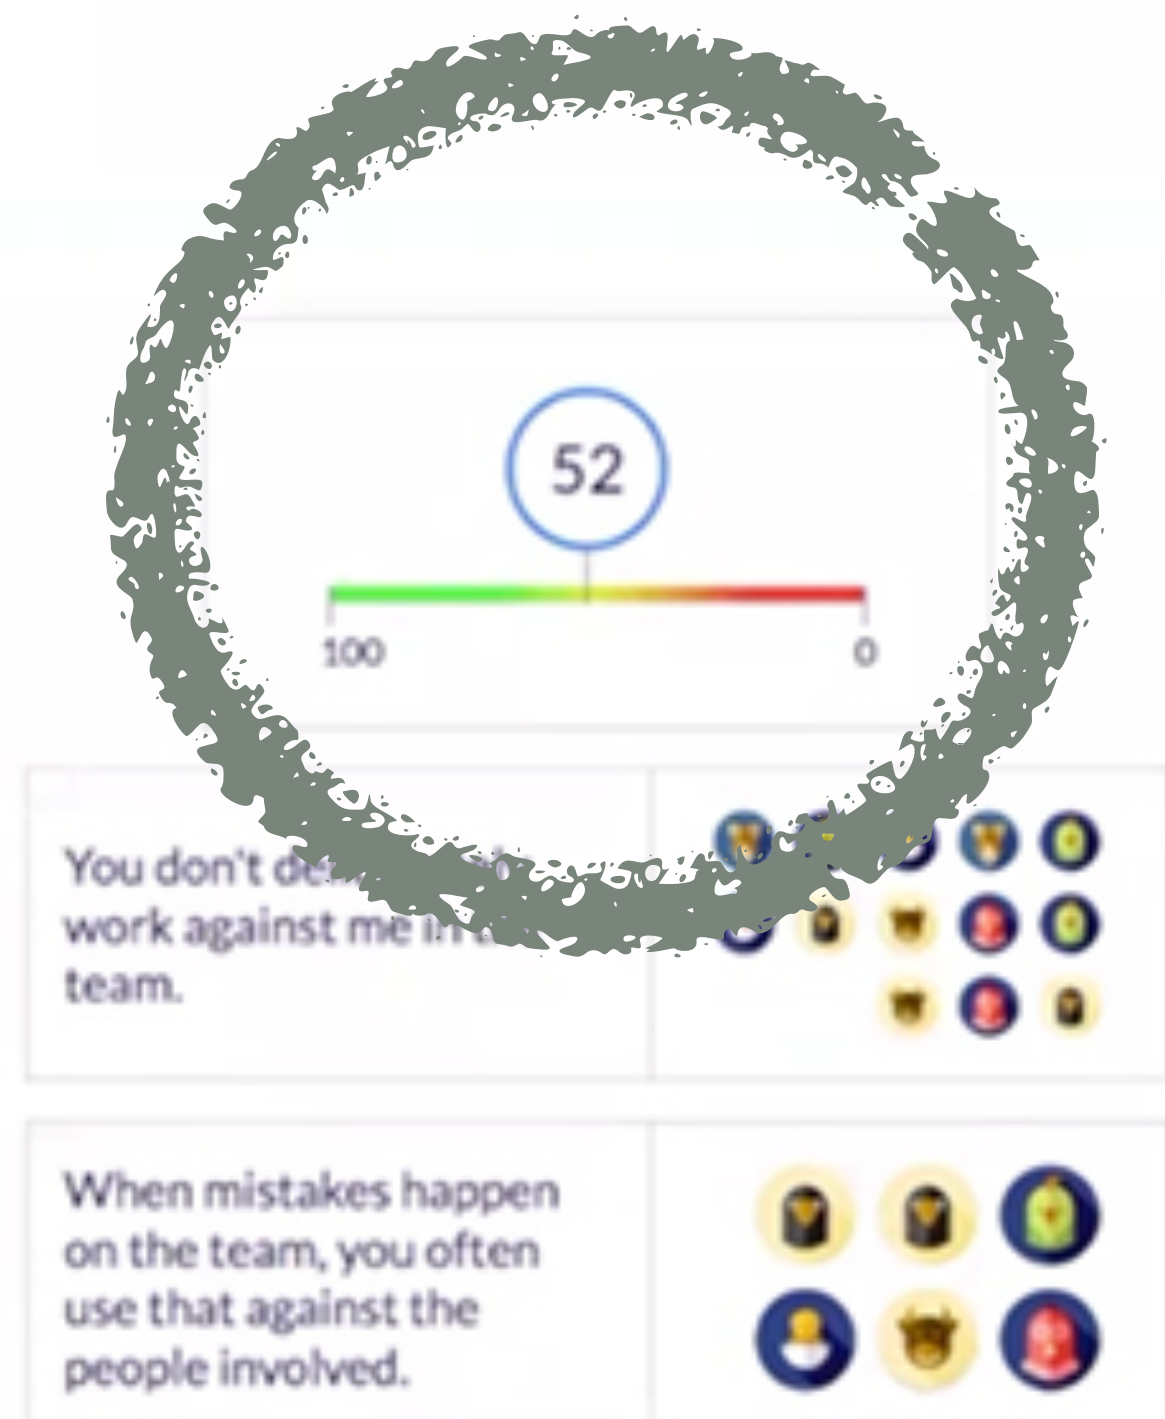 52
100 0
You don't
work against me in
team.
When mistakes happen
on the team, you often
use that against the
people involved.